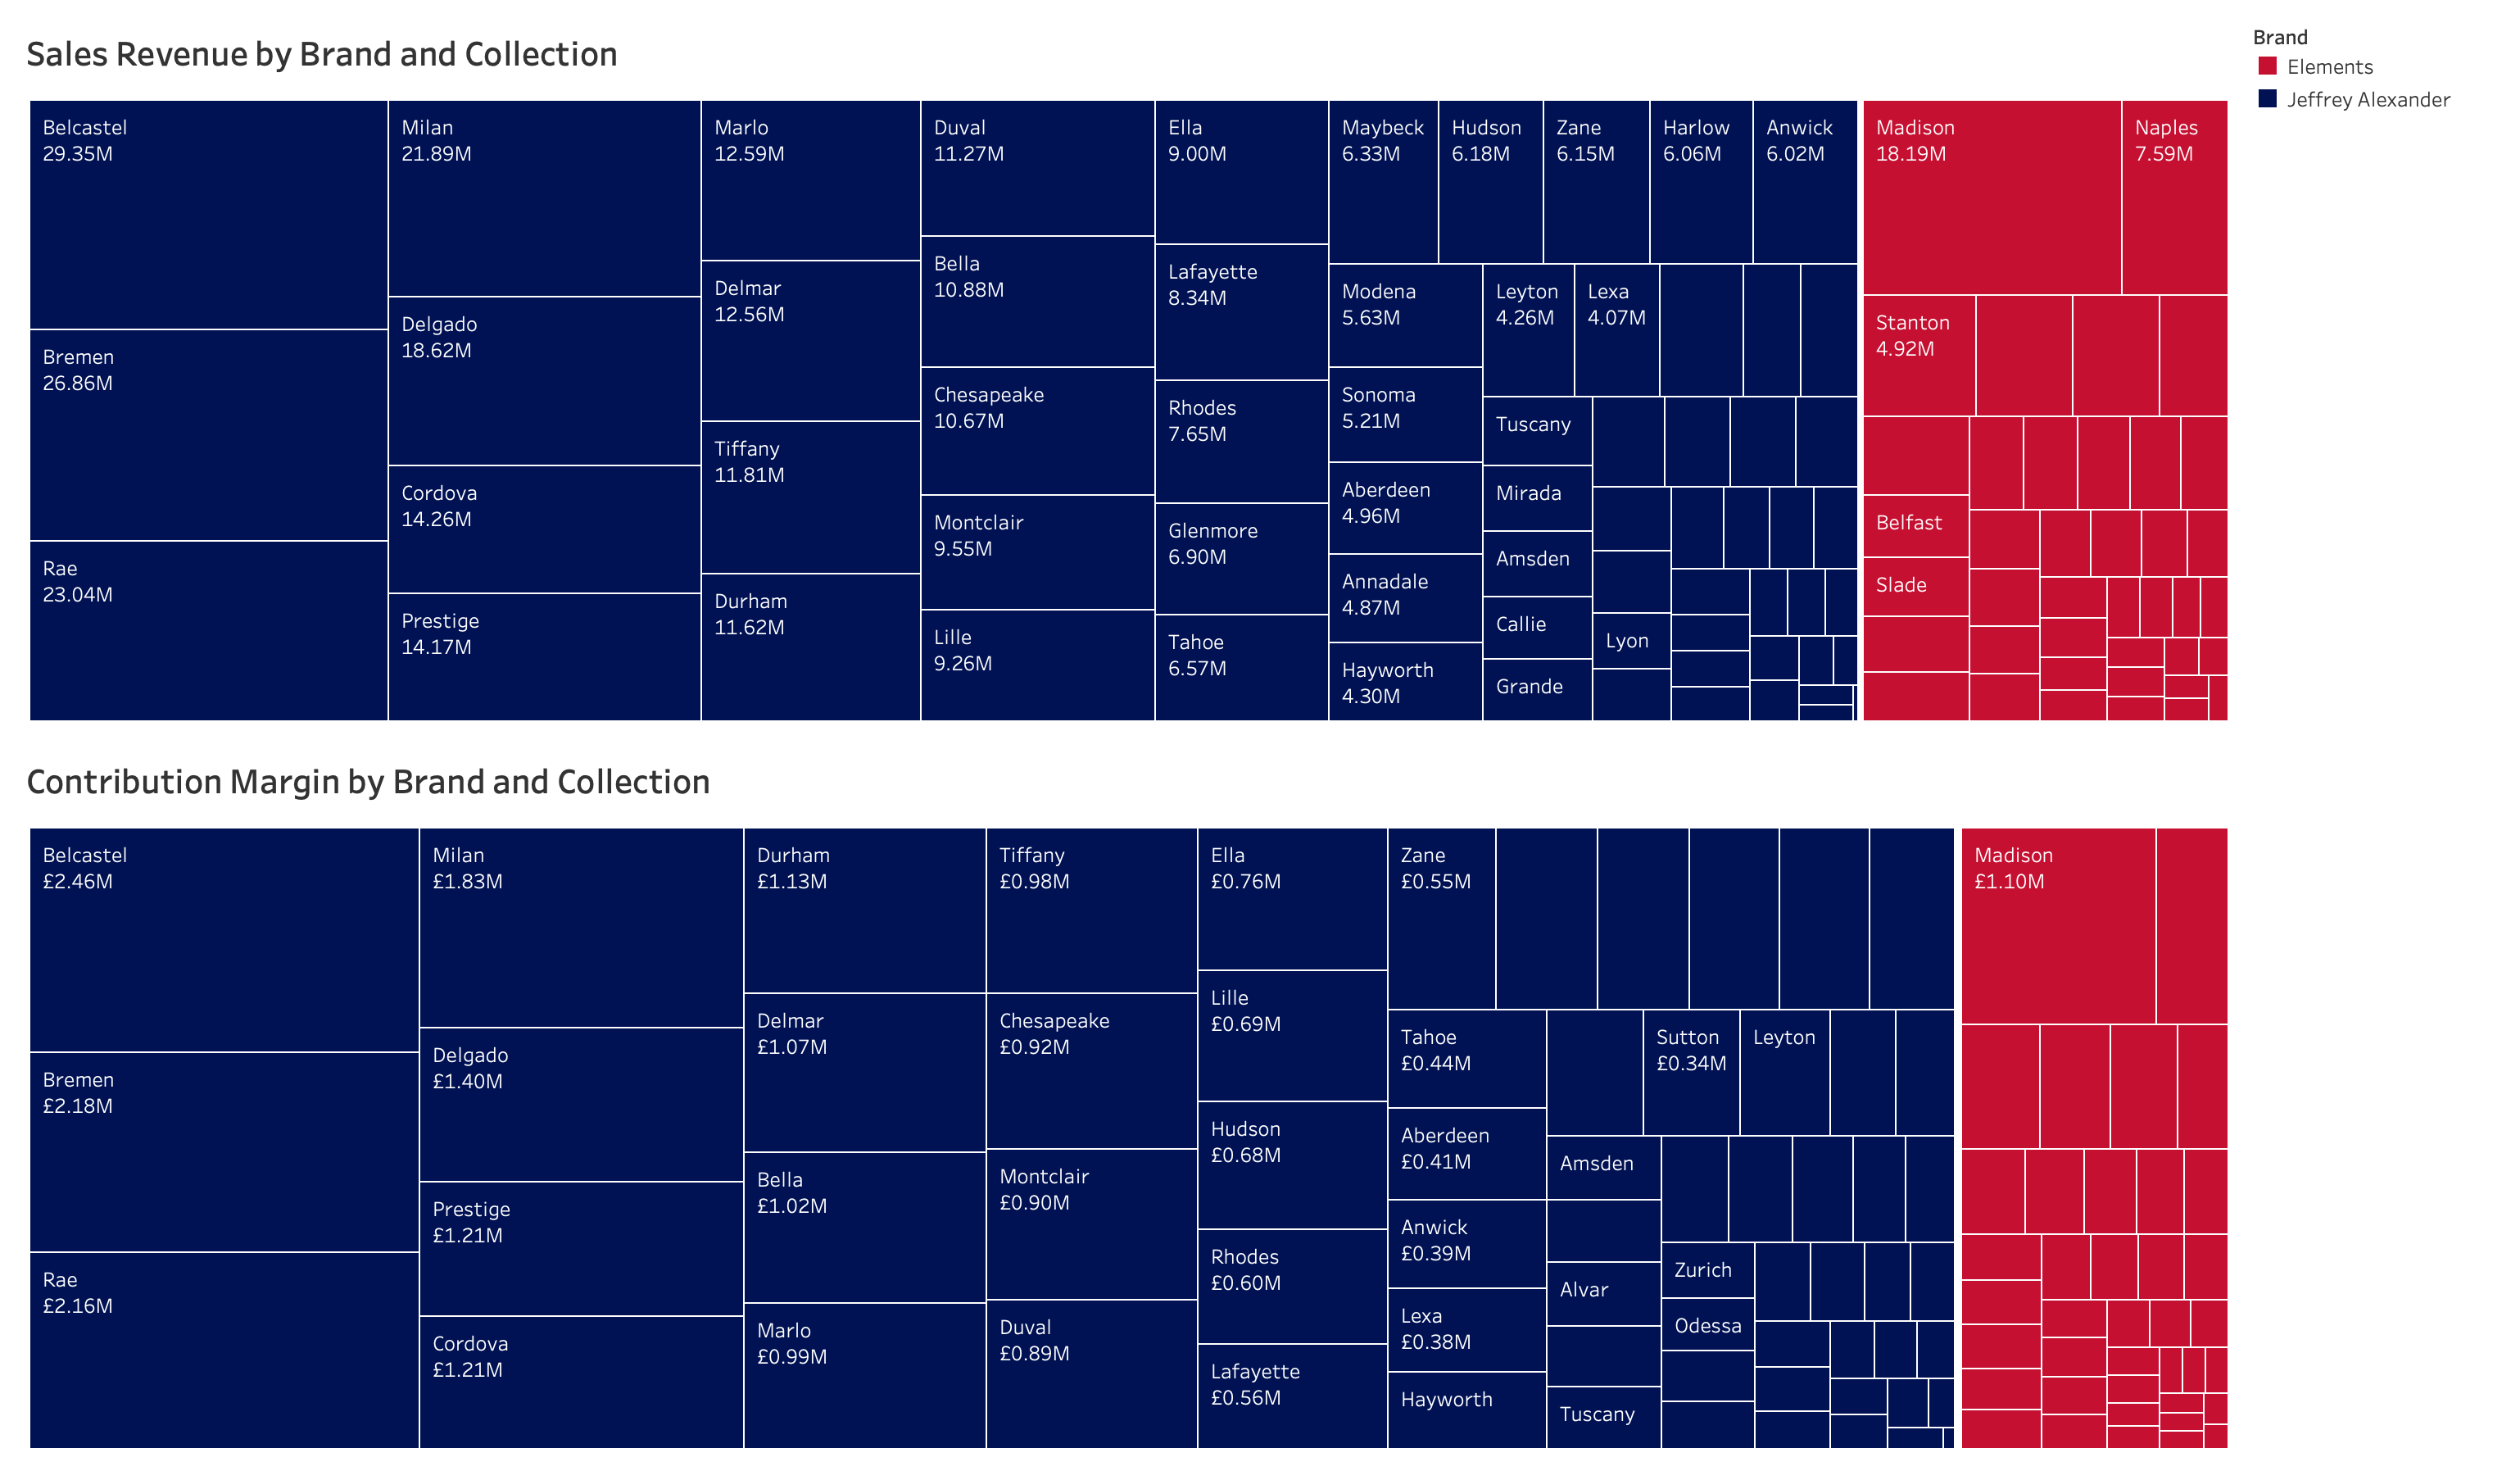 Sales Revenue by Brand and Collection
Brand
Elements
Jeffrey Alexander
Belcastel
29.35M
Bremen
26.86M
Rae
23.04M
Milan
21.89M
Delgado
18.62M
Cordova
14.26M
Prestige
14.17M
Marlo
12.59M
Delmar
12.56M
Tiffany
11.81M
Durham
11.62M
Duval
11.27M
Bella
10.88M
Chesapeake
10.67M
Montclair
9.55M
Lille
9.26M
Ella
9.00M
Lafayette
8.34M
Rhodes
7.65M
Glenmore
6.90M
Tahoe
6.57M
Maybeck
6.33M
Hudson
6.18M
Zane
6.15M
Harlow
6.06M
Anwick
6.02M
Modena
5.63M
Sonoma
5.21M
Aberdeen
4.96M
Annadale
4.87M
Hayworth
4.30M
Leyton
4.26M
Lexa
4.07M
Tuscany
Mirada
Amsden
Callie
Grande
Lyon
Madison
18.19M
Naples
7.59M
Stanton
4.92M
Belfast
Slade
Contribution Margin by Brand and Collection
Belcastel
£2.46M
Bremen
£2.18M
Rae
£2.16M
Milan
£1.83M
Delgado
£1.40M
Prestige
£1.21M
Cordova
£1.21M
Durham
£1.13M
Delmar
£1.07M
Bella
£1.02M
Marlo
£0.99M
Tiffany
£0.98M
Chesapeake
£0.92M
Montclair
£0.90M
Duval
£0.89M
Ella
£0.76M
Lille
£0.69M
Hudson
£0.68M
Rhodes
£0.60M
Lafayette
£0.56M
Zane
£0.55M
Tahoe
£0.44M
Aberdeen
£0.41M
Anwick
£0.39M
Lexa
£0.38M
Hayworth
Sutton
£0.34M
Leyton
Amsden
Alvar
Tuscany
Zurich
Odessa
Madison
£1.10M